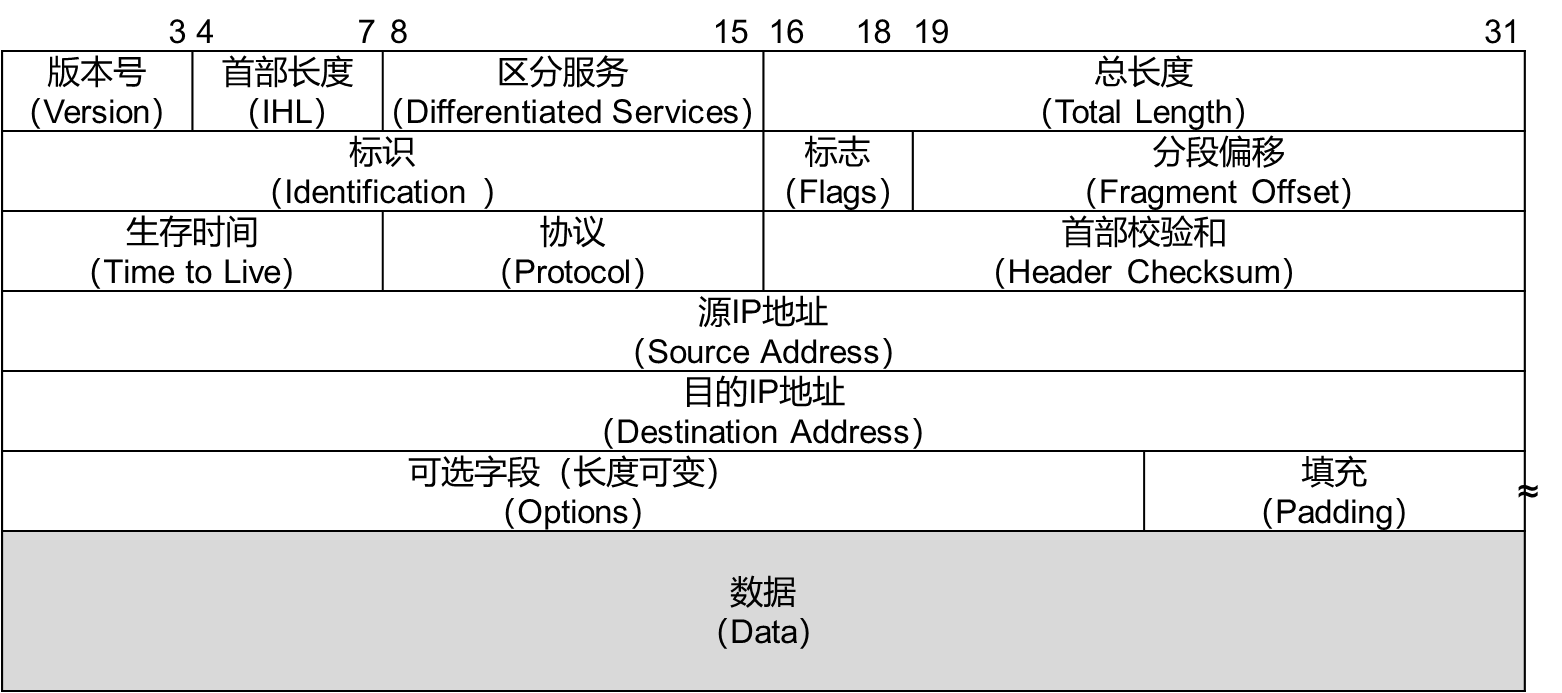 3 4 7 8 15 16 18 19 31
版本号 首部长度 区分服务 总长度
(Version) (IHL) (Differentiated Services) (Total Length)
标识 标志 分段偏移
(Identification ) (Flags) (Fragment Offset)
生存时间 协议 首部校验和
(Time to Live) (Protocol) (Header Checksum)
源IP地址
(Source Address)
目的IP地址
(Destination Address)
可选字段（长度可变） 填充
(Options) (Padding) ≈
数据
(Data)